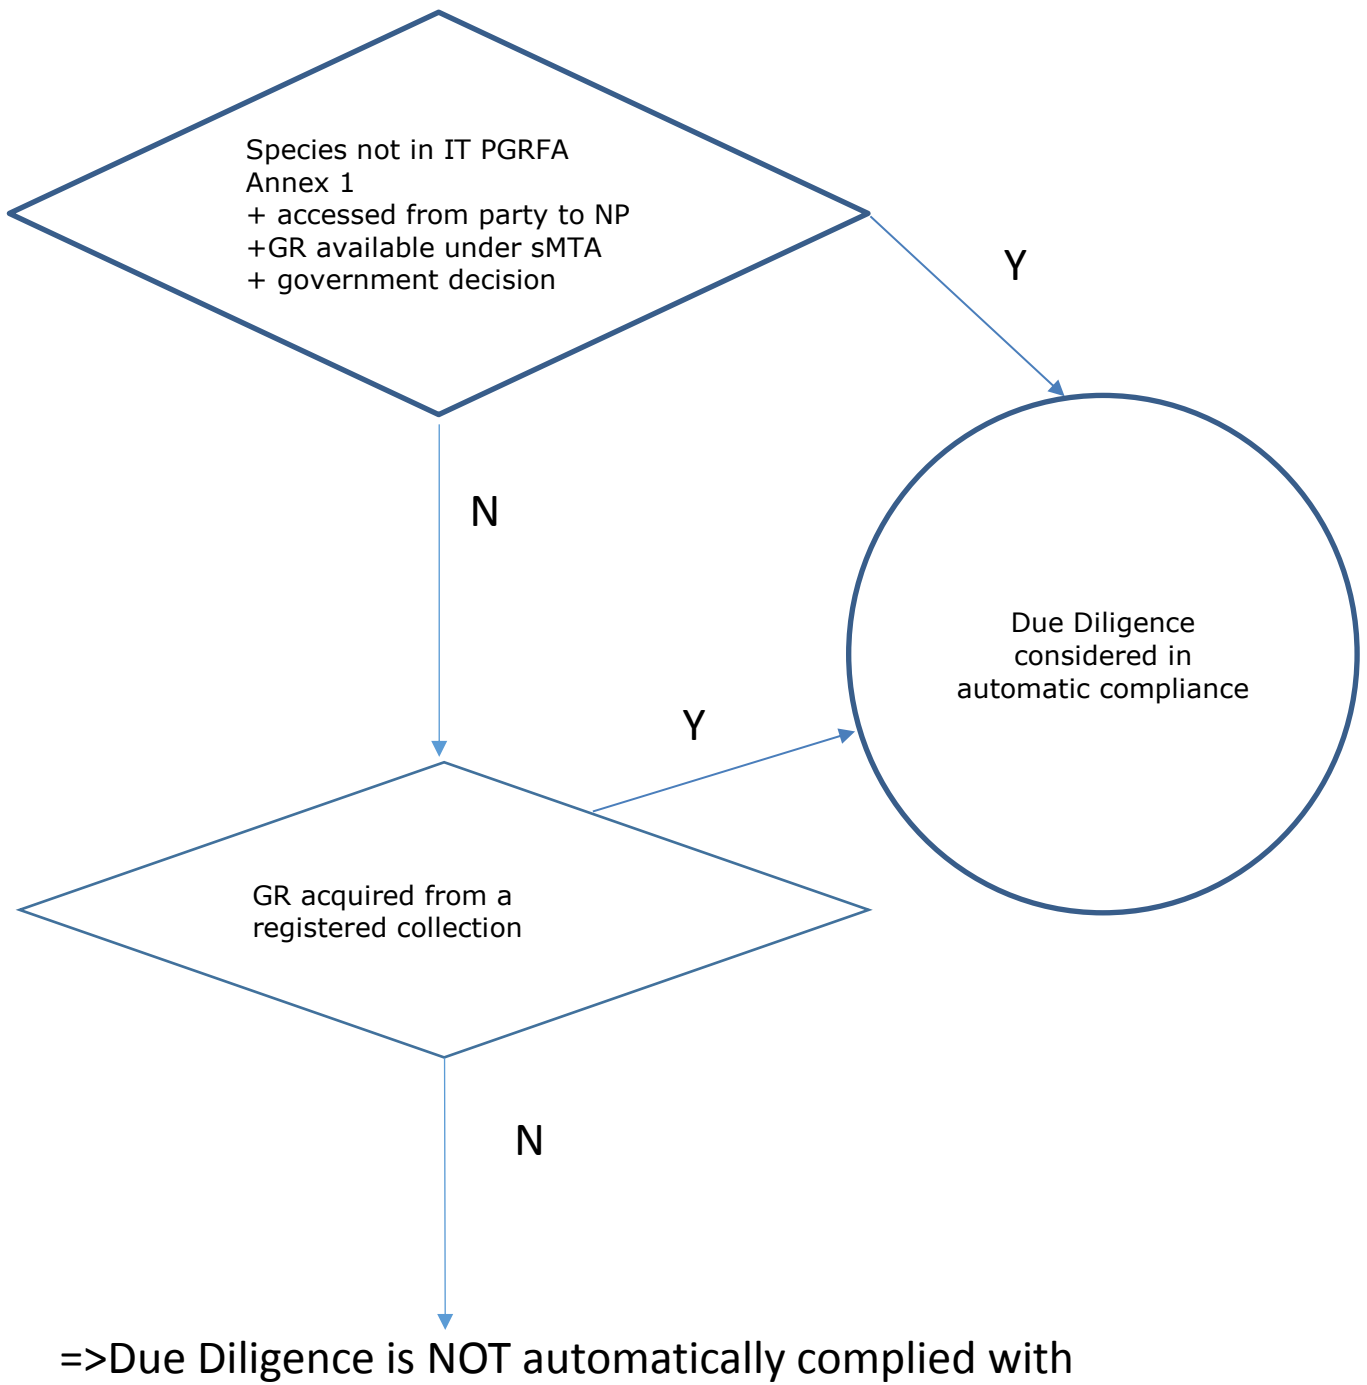 Species not in IT PGRFA
Annex 1
+ accessed from party to NP
+GR available under sMTA
+ government decision
Y
N
Due Diligence
considered in
automatic compliance
Y
GR acquired from a
registered collection
N
=>Due Diligence is NOT automatically complied with